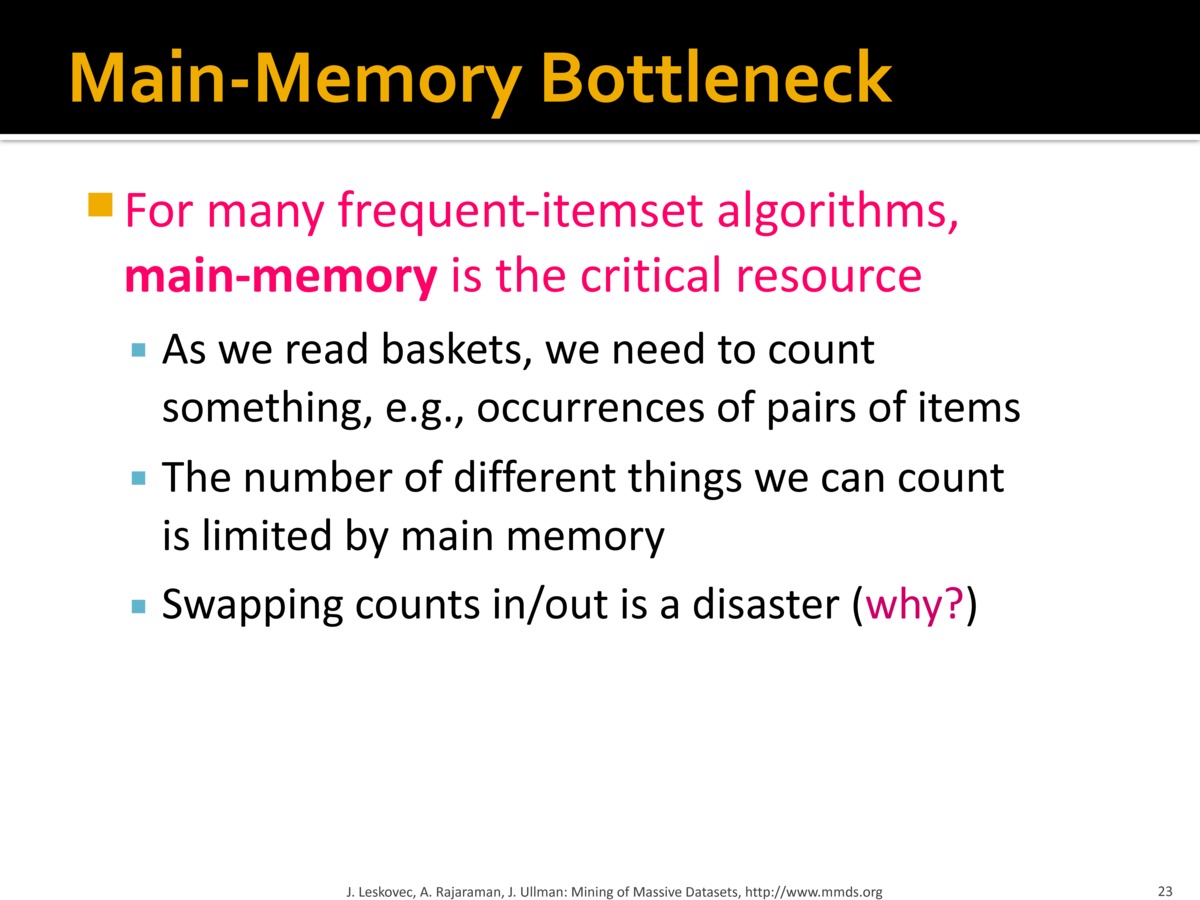 Main-Memory Bottleneck
For many frequent-itemset algorithms,
main-memory is the critical resource
As we read baskets, we need to count
something, e.g., occurrences of pairs of items
The number of different things we can count
is limited by main memory
Swapping counts in/out is a disaster (why?)
J. Leskovec, A. Rajaraman, J. Ullman: Mining of Massive Datasets, http://www.mmds.org
23